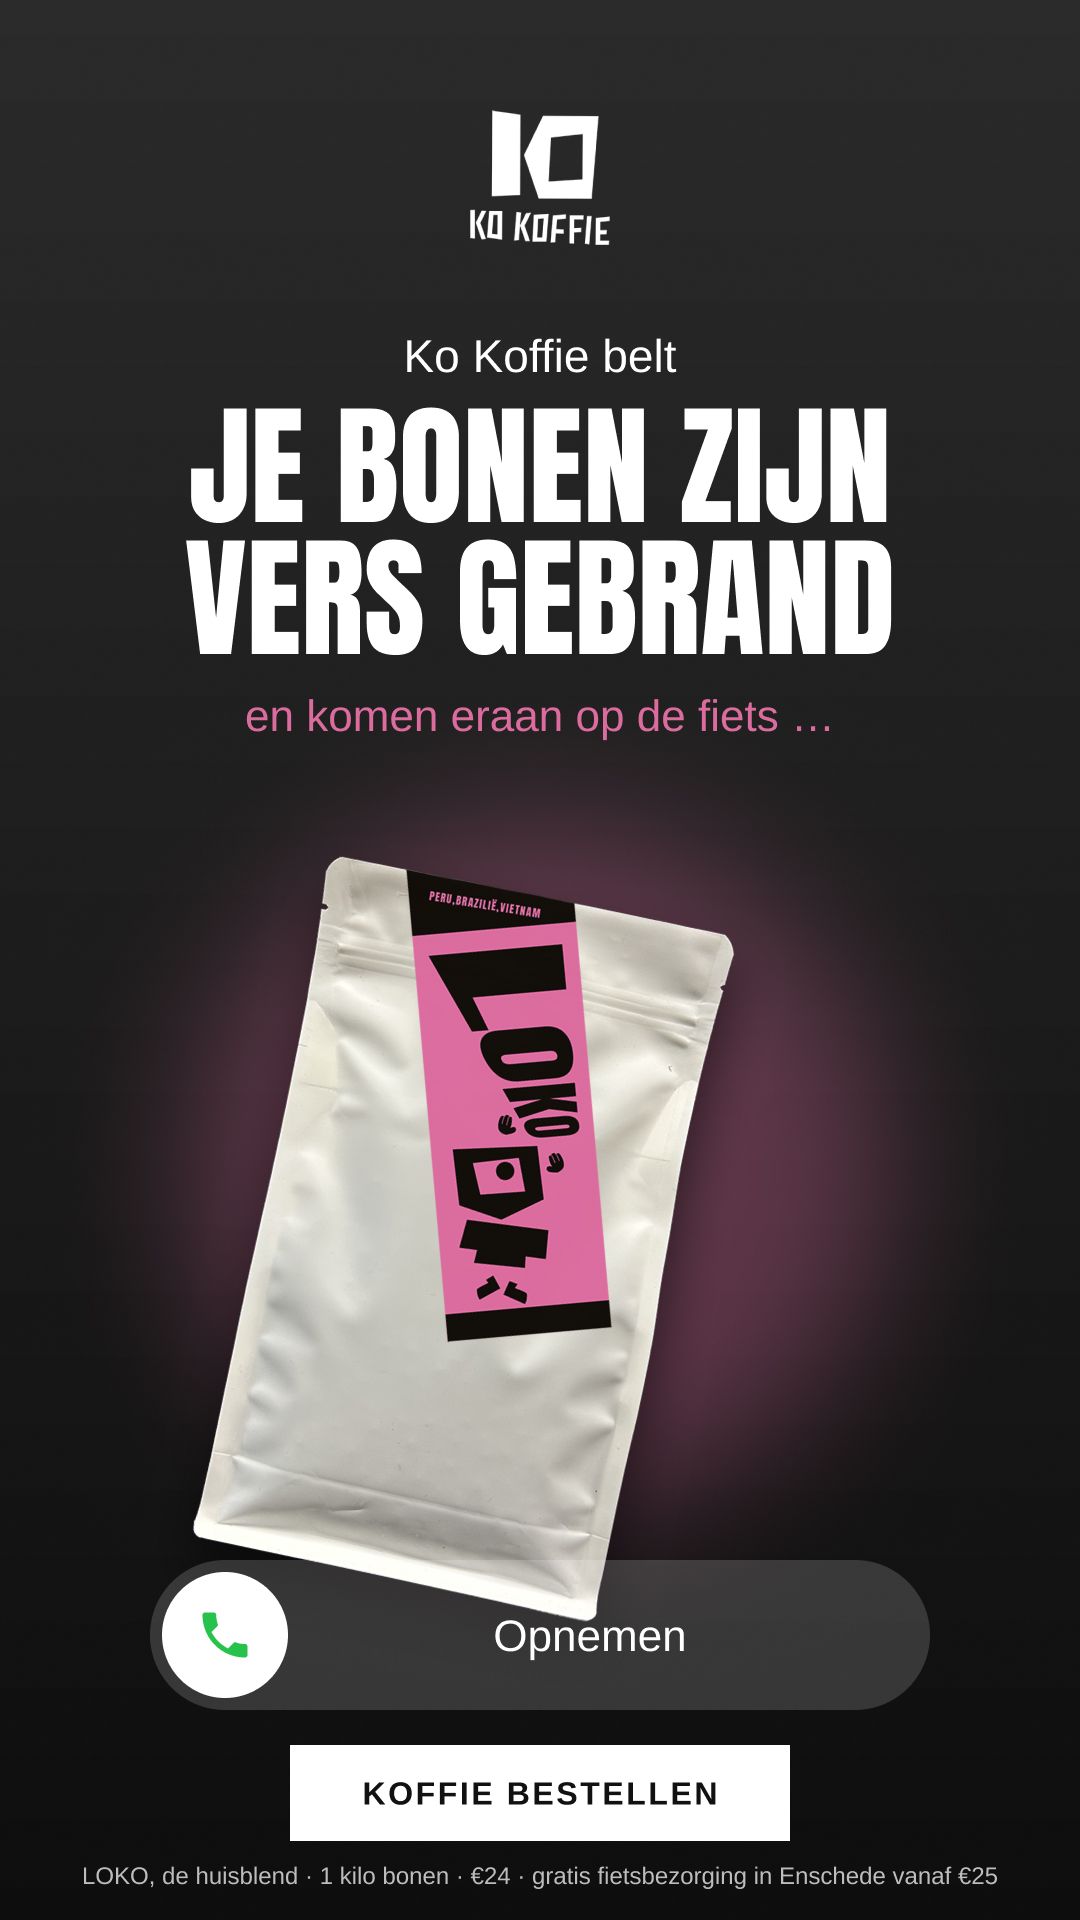 KO KOFFIE
Ko Koffie belt
JE BONEN ZIJN
VERS GEBRAND
en komen eraan op de fiets ...
PERU,BRAZILIË,VIETNAM
LOKO
Opnemen
KOFFIE BESTELLEN
LOKO, de huisblend · 1 kilo bonen · €24 · gratis fietsbezorging in Enschede vanaf €25